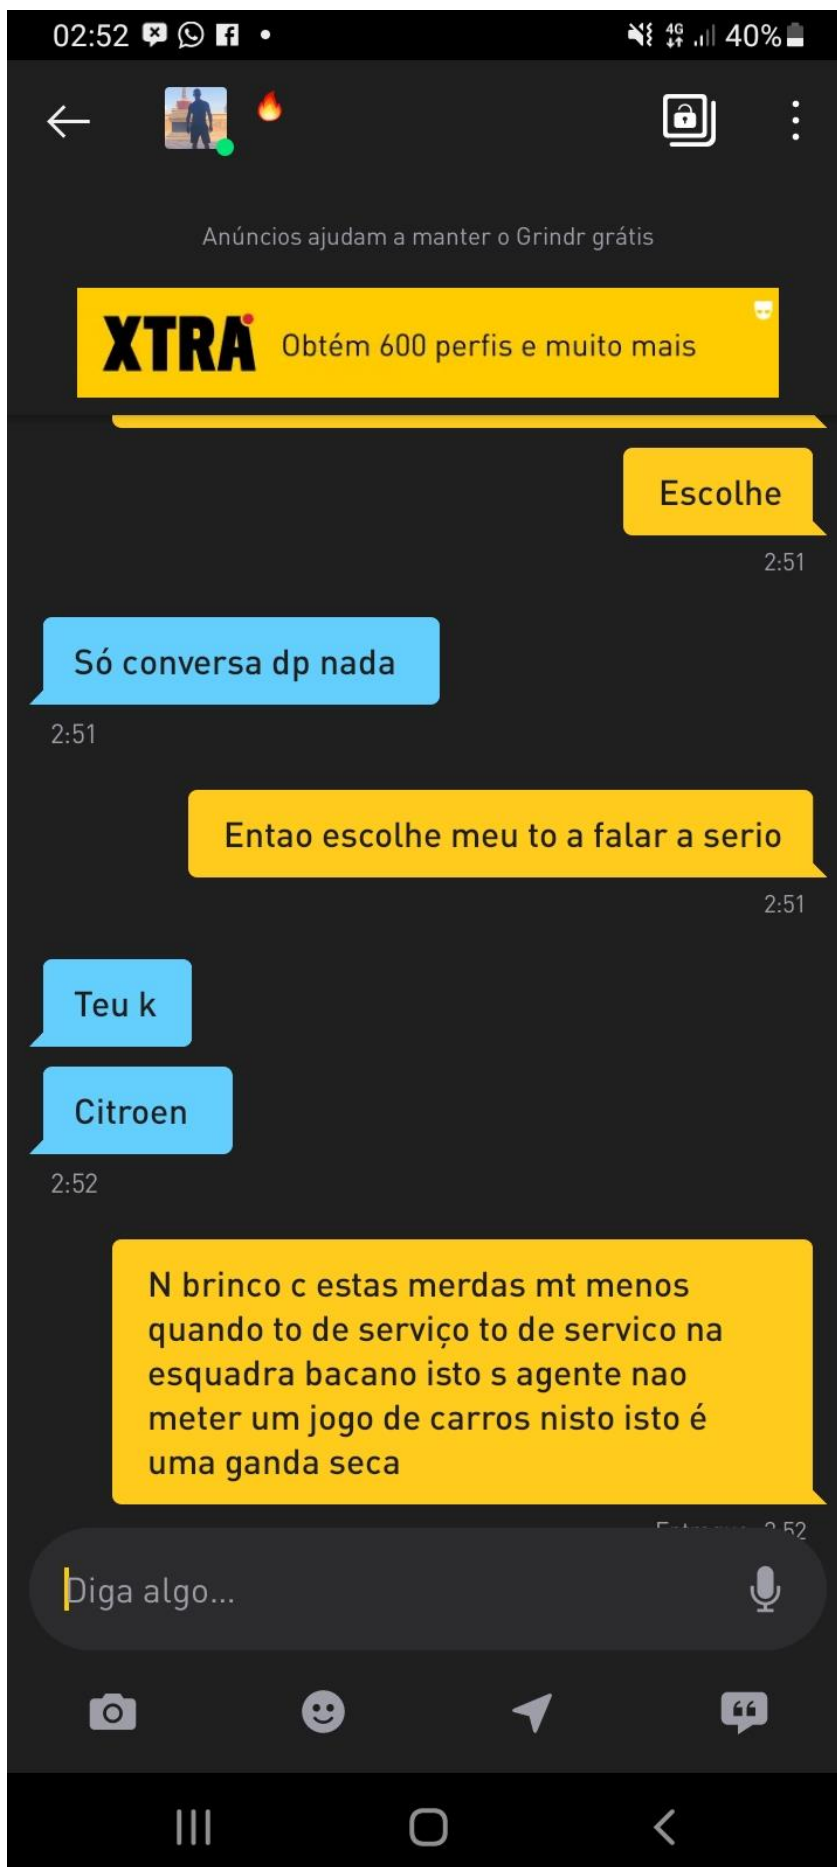 02:52
4G
40%
Anúncios ajudam a manter o Grindr grátis
XTRA Obtém 600 perfis e muito mais
Escolhe
2:51
Só conversa dp nada
2:51
Entao escolhe meu to a falar a serio
2:51
Teu k
Citroen
2:52
N brinco c estas merdas mt menos
quando to de serviço to de servico na
esquadra bacano isto s agente nao
meter um jogo de carros nisto isto é
uma ganda seca
2:52
Diga algo...